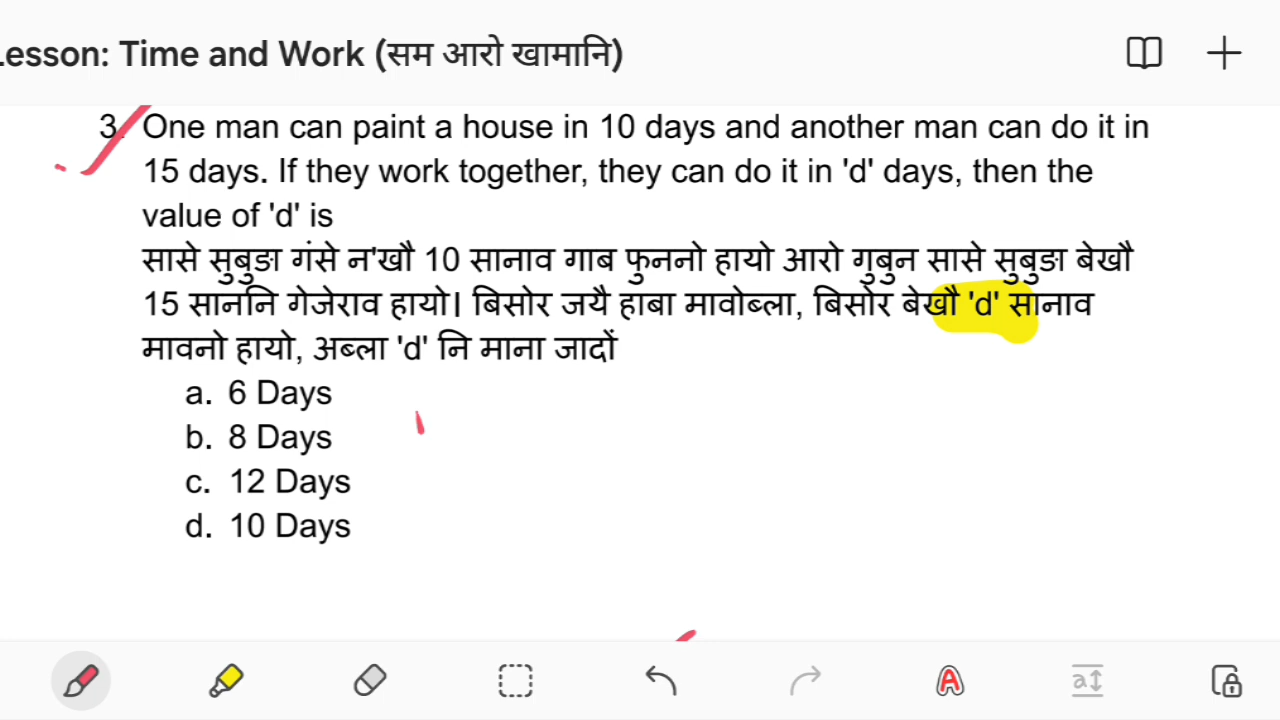 esson: Time and Work (सम आरो खामानि)
3. One man can paint a house in 10 days and another man can do it in
15 days. If they work together, they can do it in 'd' days, then the
value of 'd' is
सासे सुबुङा गंसे न'खौ 10 सानाव गाब फुननो हायो आरो गुबुन सासे सुबुङा बेखौ
15 साननि गेजेराव हायो। बिसोर जयै हाबा मावोब्ला, बिसोर बेखौ 'd' सानाव
मावनो हायो, अब्ला 'd' नि माना जादों
a. 6 Days
b. 8 Days
c. 12 Days
d. 10 Days
A
a